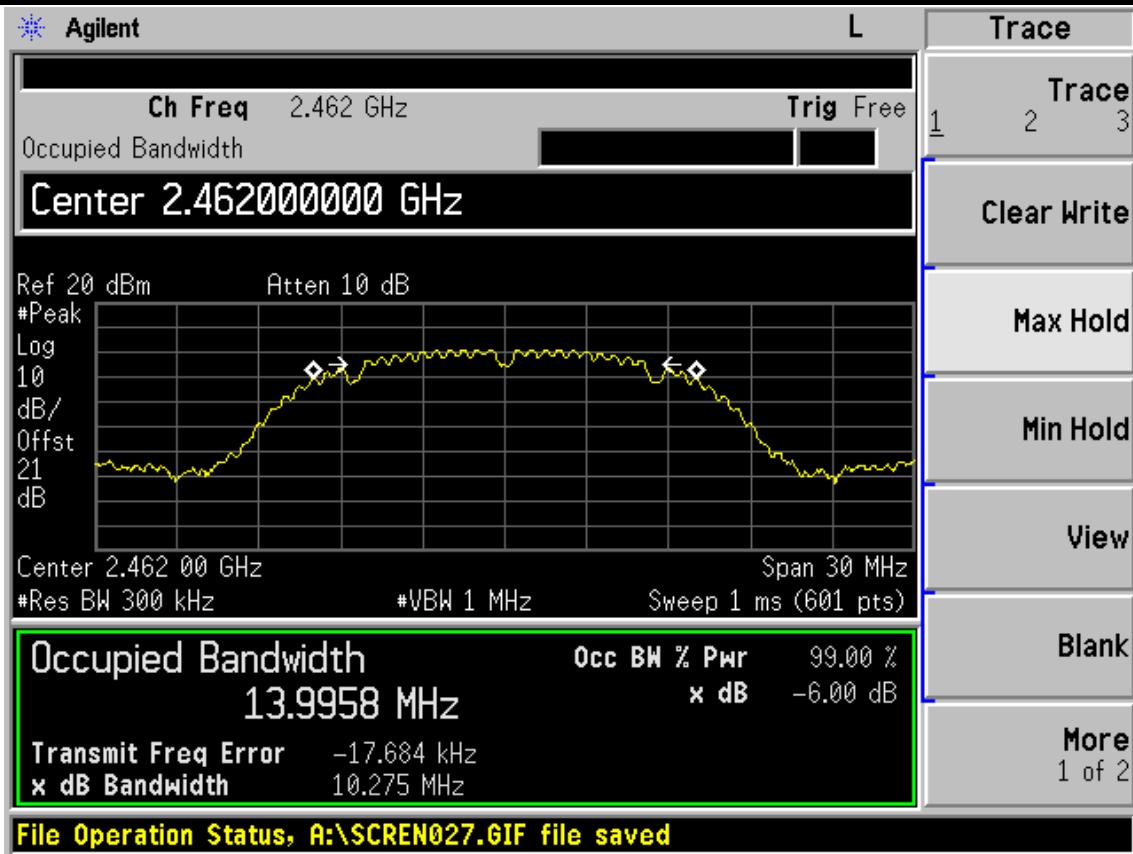 Agilent L Trace
Ch Freq 2.462 GHz Trig Free
Occupied Bandwidth
Center 2.462000000 GHz
Ref 20 dBm Atten 10 dB
#Peak
Log
10
dB/
Offst
21
dB
Center 2.462 00 GHz Span 30 MHz
#Res BW 300 kHz #VBW 1 MHz Sweep 1 ms (601 pts)
Occupied Bandwidth Occ BW % Pwr 99.00 %
13.9958 MHz x dB -6.00 dB
Transmit Freq Error -17.684 kHz
x dB Bandwidth 10.275 MHz
File Operation Status, A:\SCREN027.GIF file saved
Trace
1 2 3
Clear Write
Max Hold
Min Hold
View
Blank
More
1 of 2